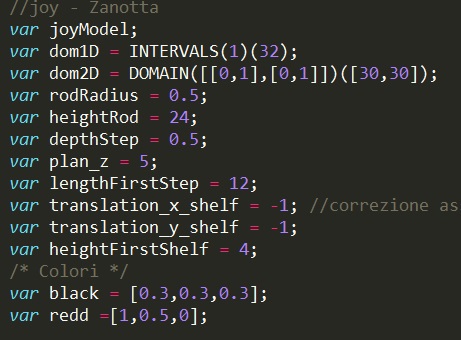 //joy - Zanotta
var joyModel;
var dom1D = INTERVALS(1)(32);
var dom2D = DOMAIN([[0,1],[0,1]])([30,30]);
var rodRadius = 0.5;
var heightRod = 24;
var depthStep = 0.5;
var plan_z = 5;
var lengthFirstStep = 12;
var translation_x_shelf = -1; //correzione as
var translation_y_shelf = -1;
var heightFirstShelf = 4;
/* Colori */
var black = [0.3,0.3,0.3];
var redd =[1,0.5,0];